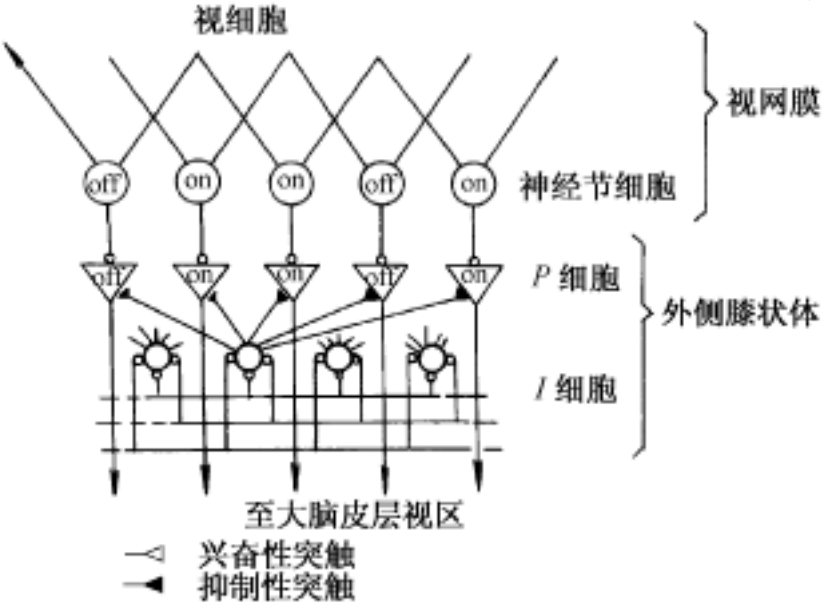 视细胞
视网膜
off on on off on 神经节细胞
off on on off on P 细胞
外侧膝状体
I 细胞
至大脑皮层视区
兴奋性突触
抑制性突触